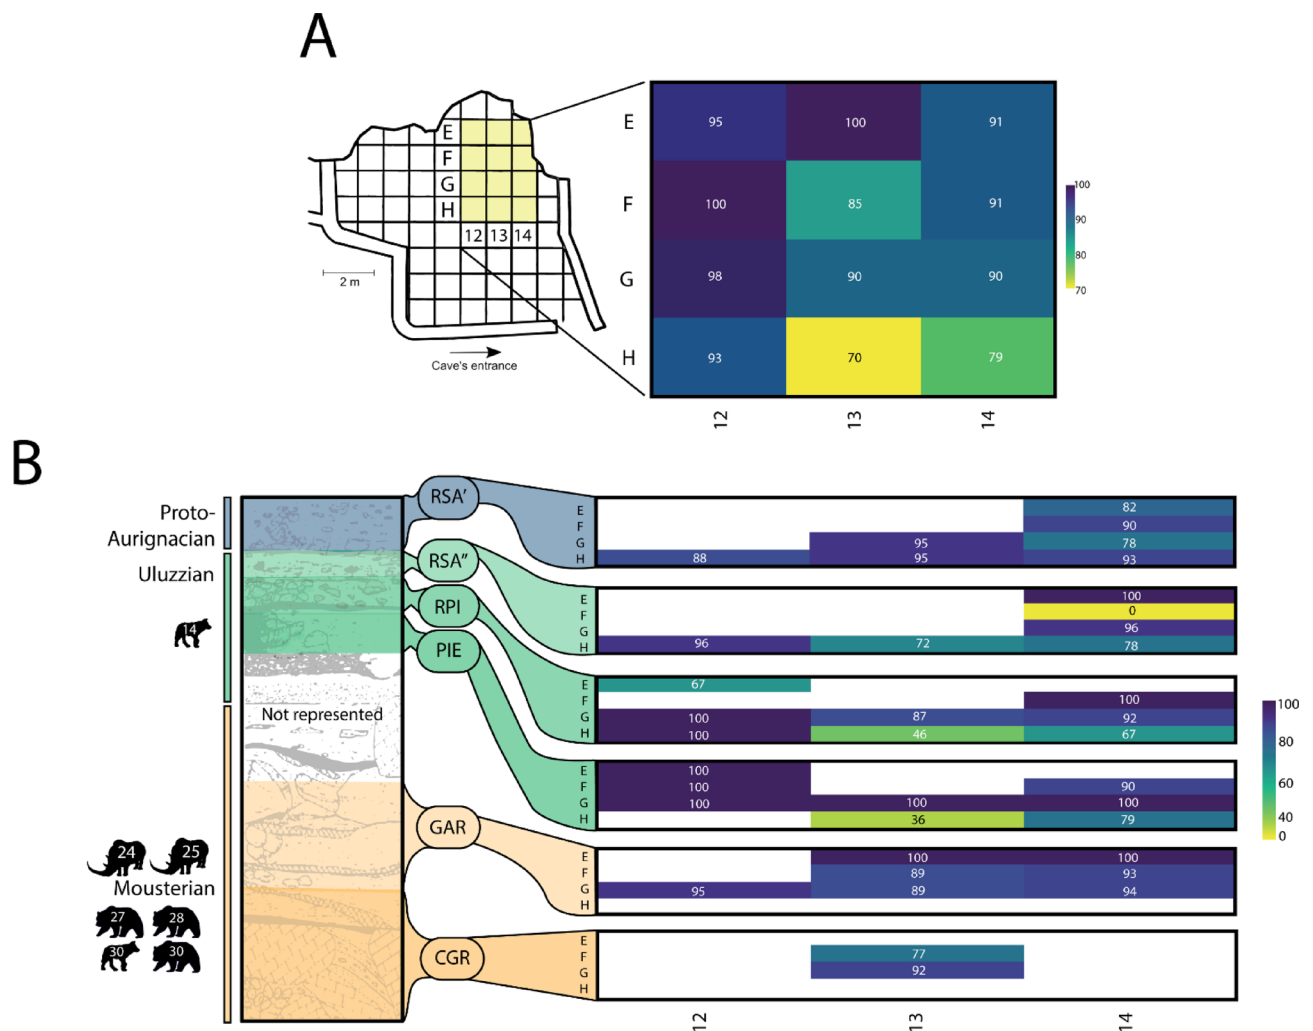 A
E 95 100 91
F 100 85 91
G 98 90 90
H 93 70 79
12 13 14
100
90
80
70
E
F
G
H
12 13 14
2 m
Cave's entrance
B
Proto-
Aurignacian
Uluzzian
14
Not represented
24 25
Mousterian
27 28
30 30
RSA'
RSA"
RPI
PIE
GAR
CGR
E 82
F 90
G 95 78
H 88 95 93
E 100
F 0
G 96
H 96 72 78
E 67
F 100
G 100 87 92
H 100 46 67
E 100
F 100 90
G 100 100 100
H 36 79
E 100 100
F 89 93
G 95 89 94
H
E
F 77
G 92
H
12 13 14
100
80
60
40
0